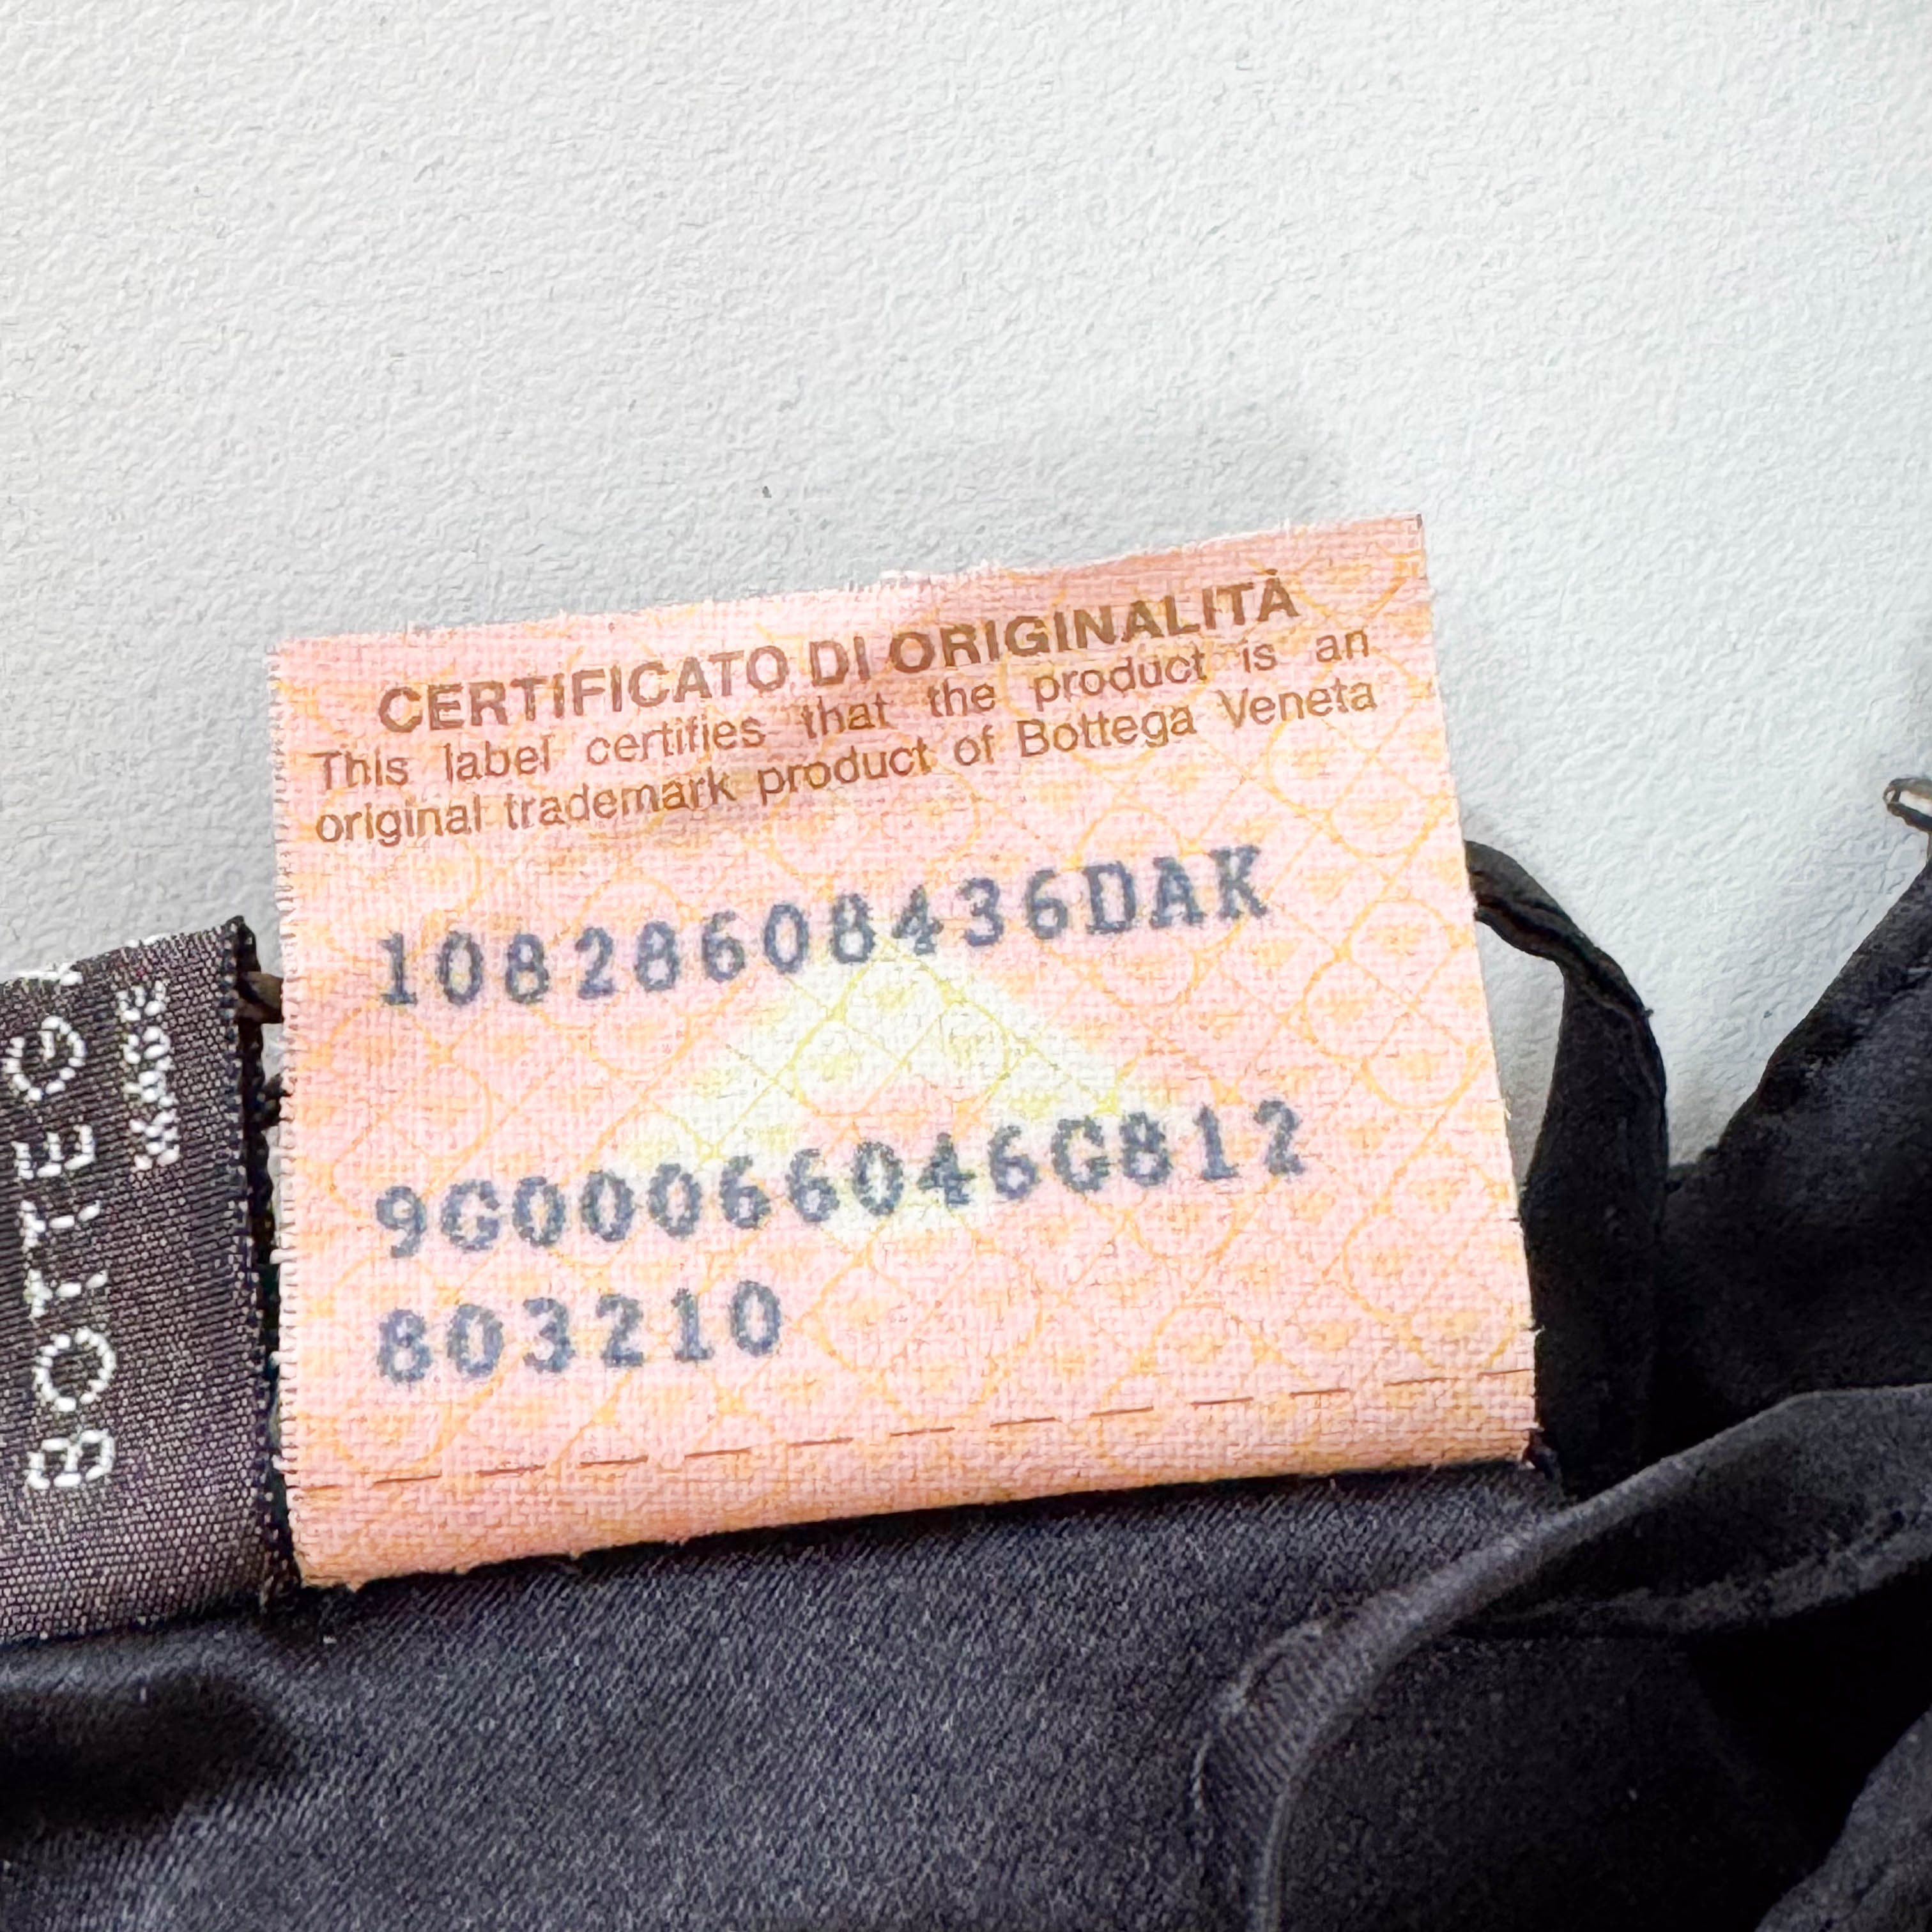 CERTIFICATO DI ORIGINALITÀ
This label certifies that the product is an
original trademark product of Bottega Veneta
10828608436DAK
9G00066046G812
803210
BOTTEG
MADE